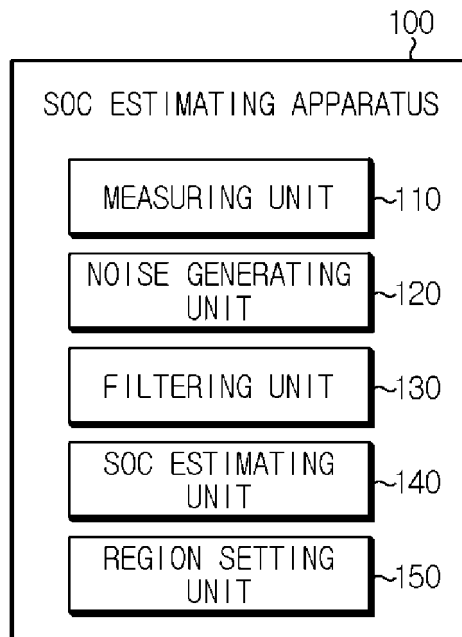 100
SOC ESTIMATING APPARATUS
MEASURING UNIT
110
NOISE GENERATING
UNIT
120
FILTERING UNIT
130
SOC ESTIMATING
UNIT
140
REGION SETTING
UNIT
150